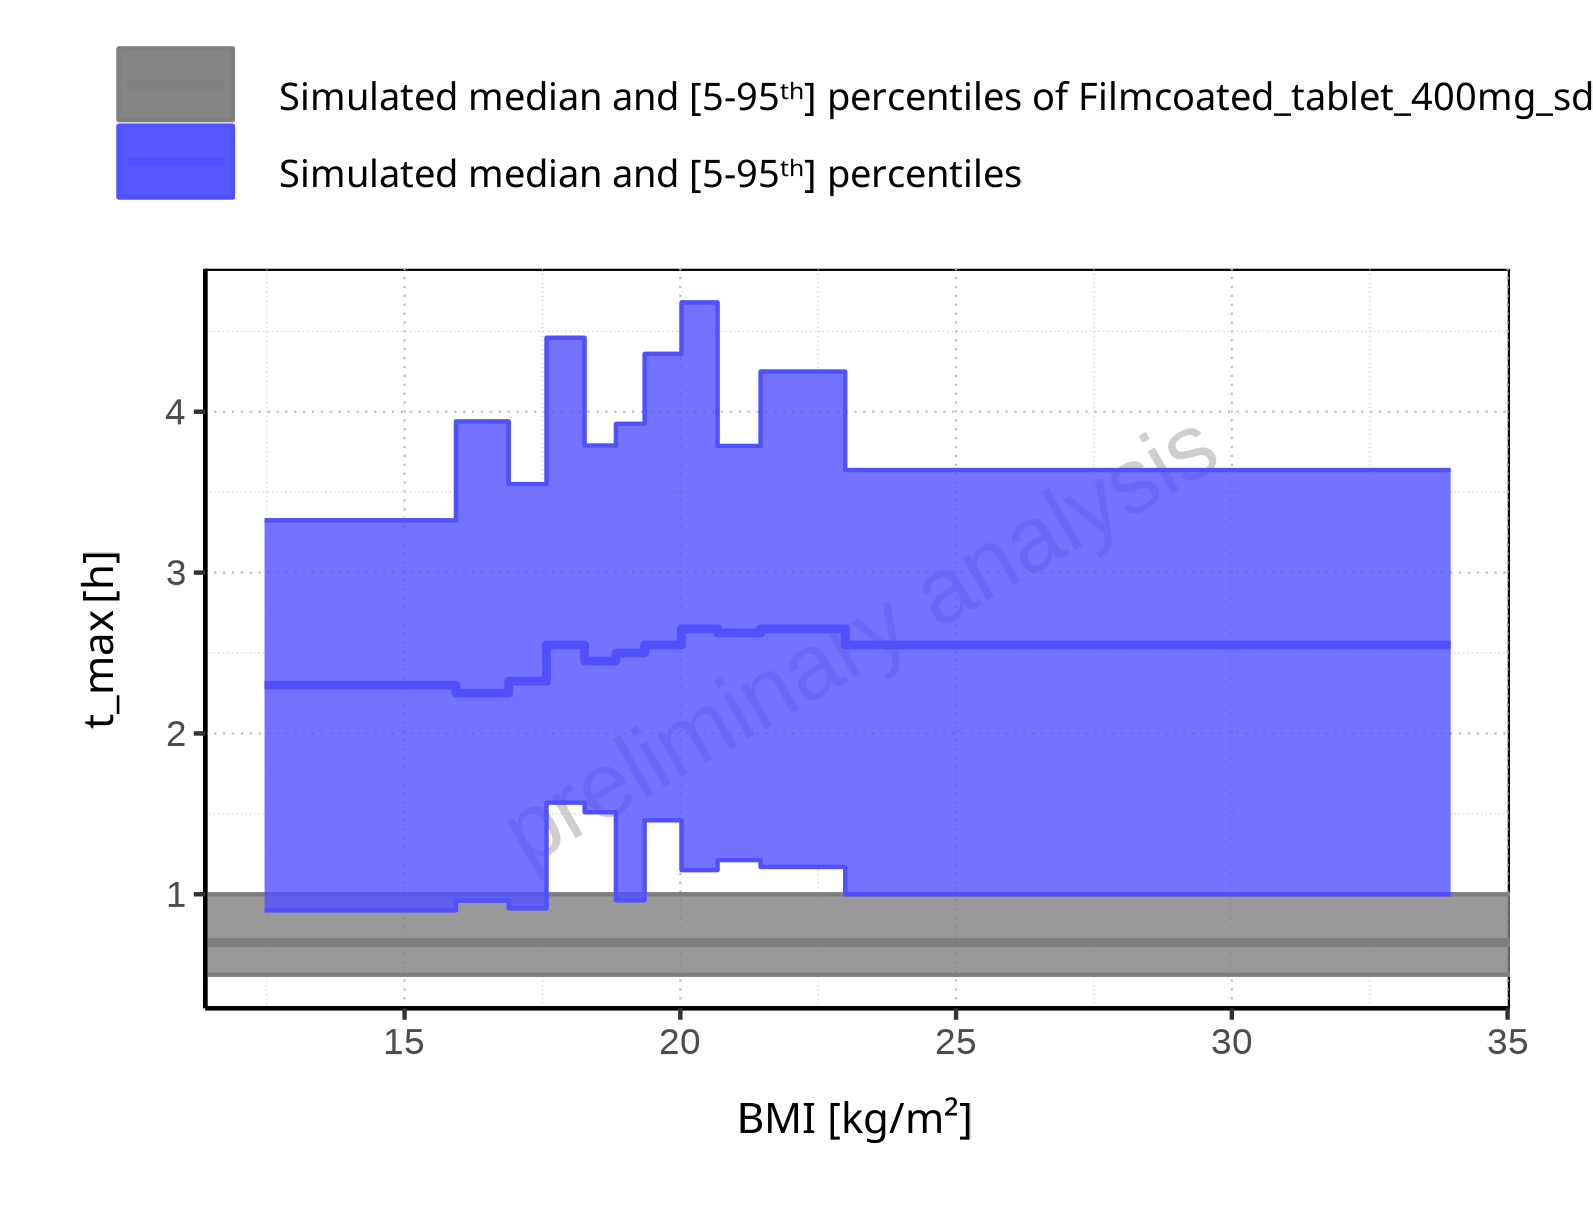 Simulated median and [5-95ᵗʰ] percentiles of Filmcoated_tablet_400mg_sd
Simulated median and [5-95ᵗʰ] percentiles
4
3
2
1
t_max [h]
preliminary analysis
15 20 25 30 35
BMI [kg/m²]